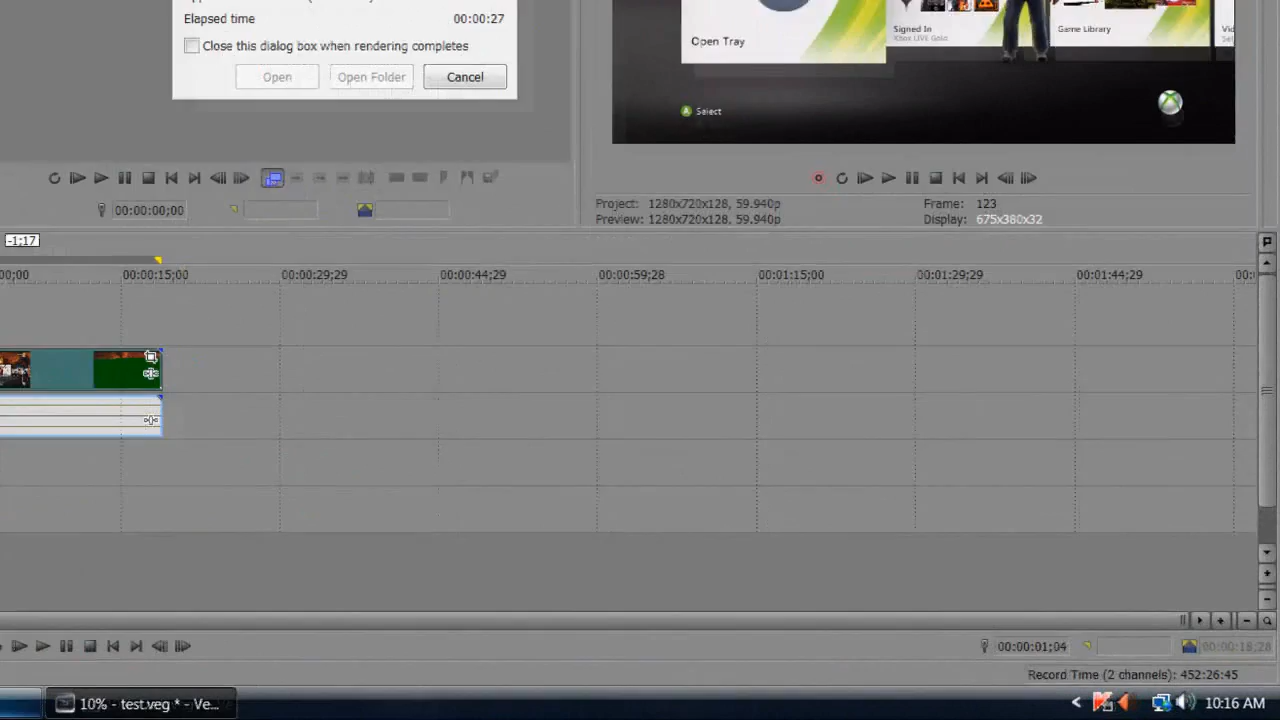 Elapsed time 00:00:27
Close this dialog box when rendering completes
Open Open Folder Cancel
Open Tray
Signed In
Xbox LIVE Gold
Game Library
Select
00:00:00;00
Project: 1280x720x128, 59.940p
Preview: 1280x720x128, 59.940p
Frame: 123
Display: 675x380x32
-1;17
00:00:15;00 00:00:29;29 00:00:44;29 00:00:59;28 00:01:15;00 00:01:29;29 00:01:44;29
00:00:01;04
Record Time (2 channels): 452:26:45
10% - test.veg * - Ve...
10:16 AM